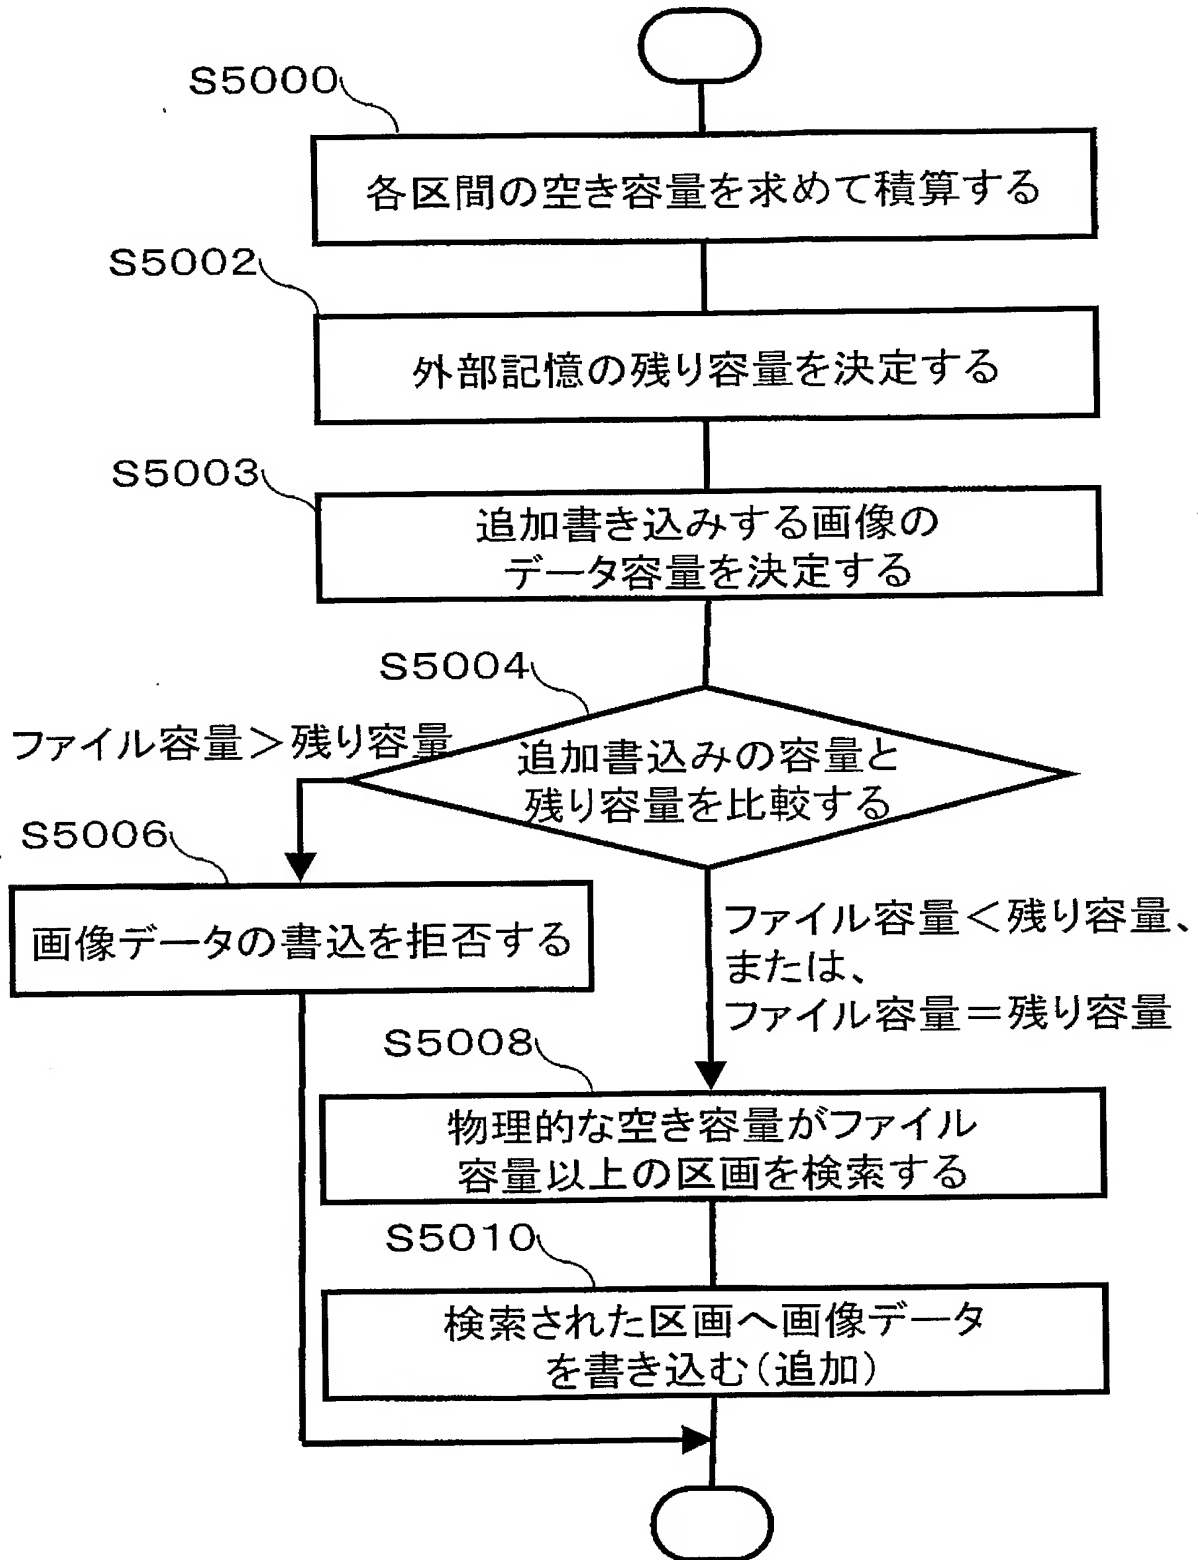 S5000
各区間の空き容量を求めて積算する
S5002
外部記憶の残り容量を決定する
S5003
追加書き込みする画像の
データ容量を決定する
S5004
ファイル容量＞残り容量
追加書込みの容量と
残り容量を比較する
S5006
画像データの書込を拒否する
ファイル容量＜残り容量、
または、
ファイル容量＝残り容量
S5008
物理的な空き容量がファイル
容量以上の区画を検索する
S5010
検索された区画へ画像データ
を書き込む（追加）